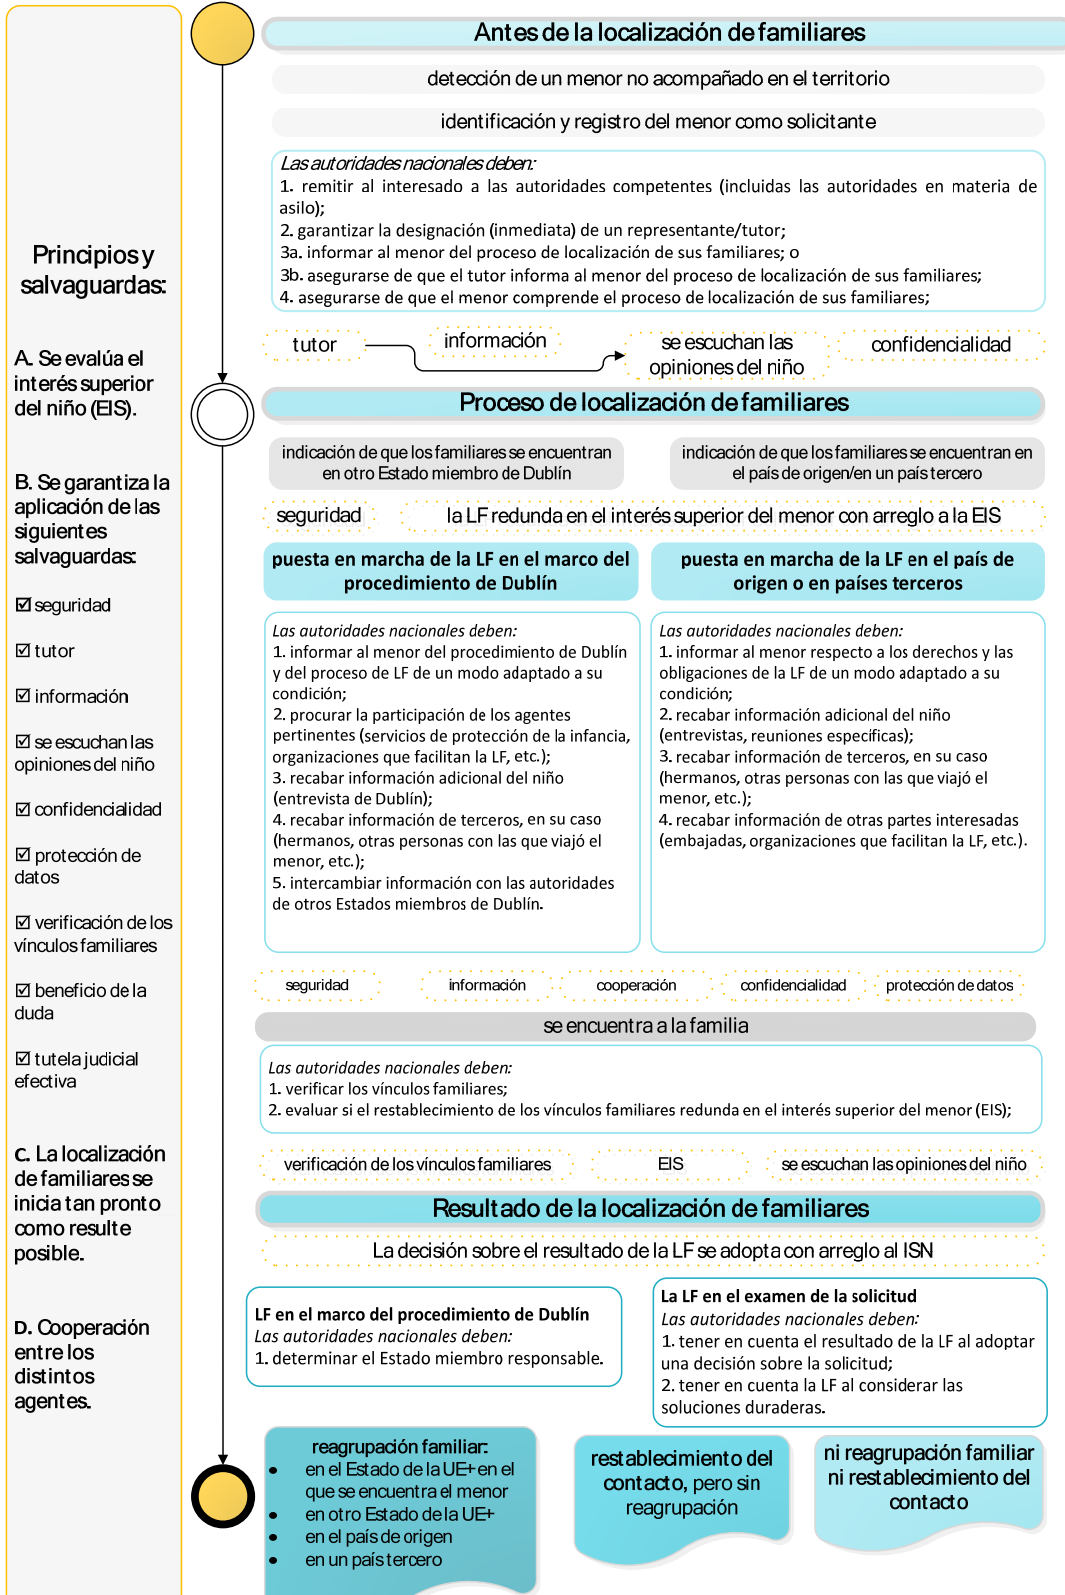 Principios y
salvaguardas:
A. Se evalúa el
interés superior
del niño (EIS).
B. Se garantiza la
aplicación de las
siguientes
salvaguardas:
☑ seguridad
☑ tutor
☑ información
☑ se escuchan las
opiniones del niño
☑ confidencialidad
☑ protección de
datos
☑ verificación de los
vínculos familiares
☑ beneficio de la
duda
☑ tutela judicial
efectiva
C. La localización
de familiares se
inicia tan pronto
como resulte
posible.
D. Cooperación
entre los
distintos
agentes.
Antes de la localización de familiares
detección de un menor no acompañado en el territorio
identificación y registro del menor como solicitante
Las autoridades nacionales deben:
1. remitir al interesado a las autoridades competentes (incluidas las autoridades en materia de
asilo);
2. garantizar la designación (inmediata) de un representante/tutor;
3a. informar al menor del proceso de localización de sus familiares; o
3b. asegurarse de que el tutor informa al menor del proceso de localización de sus familiares;
4. asegurarse de que el menor comprende el proceso de localización de sus familiares;
tutor
información
se escuchan las
opiniones del niño
confidencialidad
Proceso de localización de familiares
indicación de que los familiares se encuentran
en otro Estado miembro de Dublín
indicación de que los familiares se encuentran en
el país de origen/en un país tercero
seguridad
la LF redunda en el interés superior del menor con arreglo a la EIS
puesta en marcha de la LF en el marco del
procedimiento de Dublín
puesta en marcha de la LF en el país de
origen o en países terceros
Las autoridades nacionales deben:
1. informar al menor del procedimiento de Dublín
y del proceso de LF de un modo adaptado a su
condición;
2. procurar la participación de los agentes
pertinentes (servicios de protección de la infancia,
organizaciones que facilitan la LF, etc.);
3. recabar información adicional del niño
(entrevista de Dublín);
4. recabar información de terceros, en su caso
(hermanos, otras personas con las que viajó el
menor, etc.);
5. intercambiar información con las autoridades
de otros Estados miembros de Dublín.
Las autoridades nacionales deben:
1. informar al menor respecto a los derechos y las
obligaciones de la LF de un modo adaptado a su
condición;
2. recabar información adicional del niño
(entrevistas, reuniones específicas);
3. recabar información de terceros, en su caso
(hermanos, otras personas con las que viajó el
menor, etc.);
4. recabar información de otras partes interesadas
(embajadas, organizaciones que facilitan la LF, etc.).
seguridad
información
cooperación
confidencialidad
protección de datos
se encuentra a la familia
Las autoridades nacionales deben:
1. verificar los vínculos familiares;
2. evaluar si el restablecimiento de los vínculos familiares redunda en el interés superior del menor (EIS);
verificación de los vínculos familiares
EIS
se escuchan las opiniones del niño
Resultado de la localización de familiares
La decisión sobre el resultado de la LF se adopta con arreglo al ISN
LF en el marco del procedimiento de Dublín
Las autoridades nacionales deben:
1. determinar el Estado miembro responsable.
La LF en el examen de la solicitud
Las autoridades nacionales deben:
1. tener en cuenta el resultado de la LF al adoptar
una decisión sobre la solicitud;
2. tener en cuenta la LF al considerar las
soluciones duraderas.
reagrupación familiar:
• en el Estado de la UE+ en el
que se encuentra el menor
• en otro Estado de la UE+
• en el país de origen
• en un país tercero
restablecimiento del
contacto, pero sin
reagrupación
ni reagrupación familiar
ni restablecimiento del
contacto